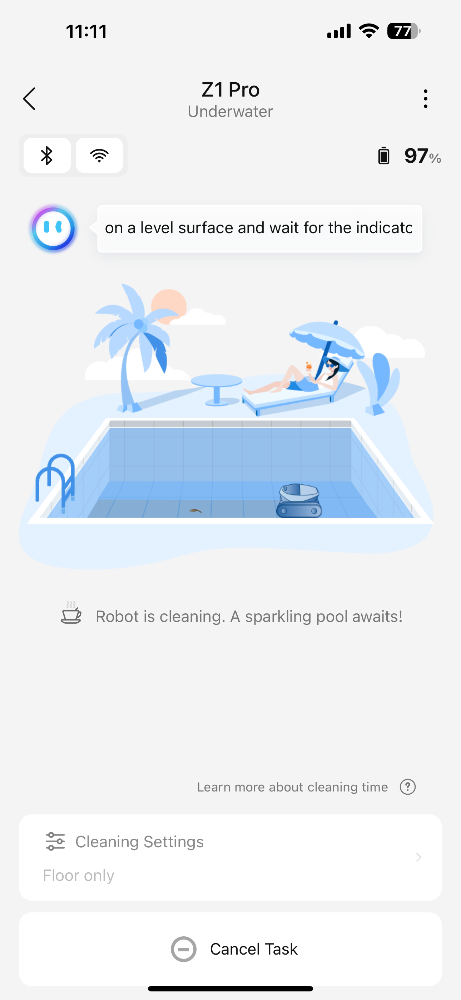 11:11
77
Z1 Pro
Underwater
97%
on a level surface and wait for the
Robot is cleaning. A sparkling pool awaits!
Learn more about cleaning time
?
Cleaning Settings
Floor only
Cancel Task